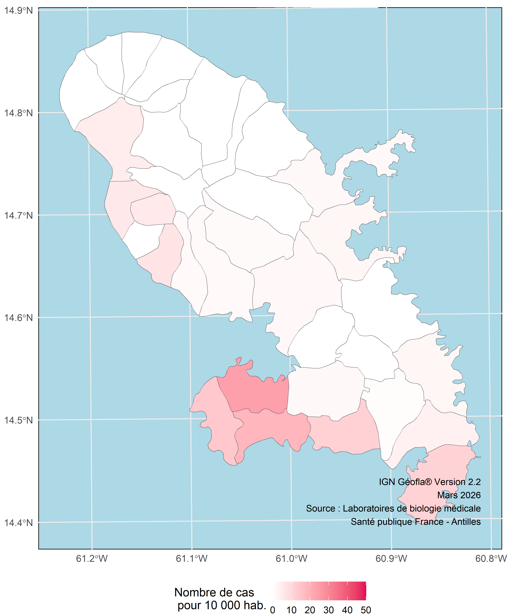 14.9°N
14.8°N
14.7°N
14.6°N
14.5°N
14.4°N
IGN Géofla® Version 2.2
Mars 2026
Source : Laboratoires de biologie médicale
Santé publique France - Antilles
61.2°W 61.1°W 61.0°W 60.9°W 60.8°W
Nombre de cas
pour 10 000 hab.
0 10 20 30 40 50